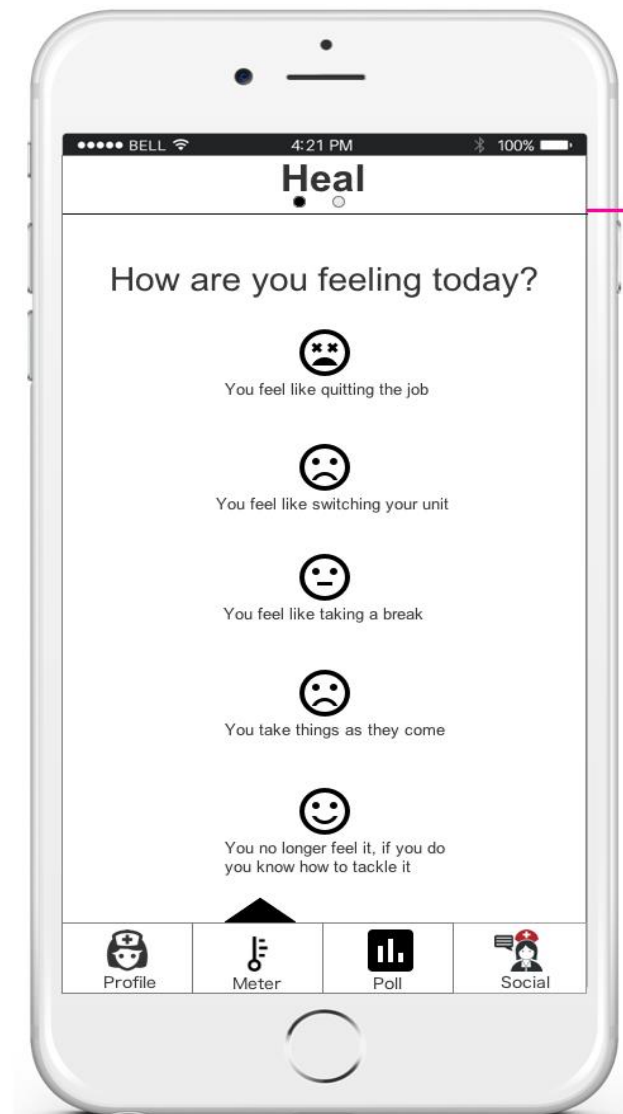 BELL 4:21 PM 100%
Heal
How are you feeling today?
You feel like quitting the job
You feel like switching your unit
You feel like taking a break
You take things as they come
You no longer feel it, if you do
you know how to tackle it
Profile Meter Poll Social